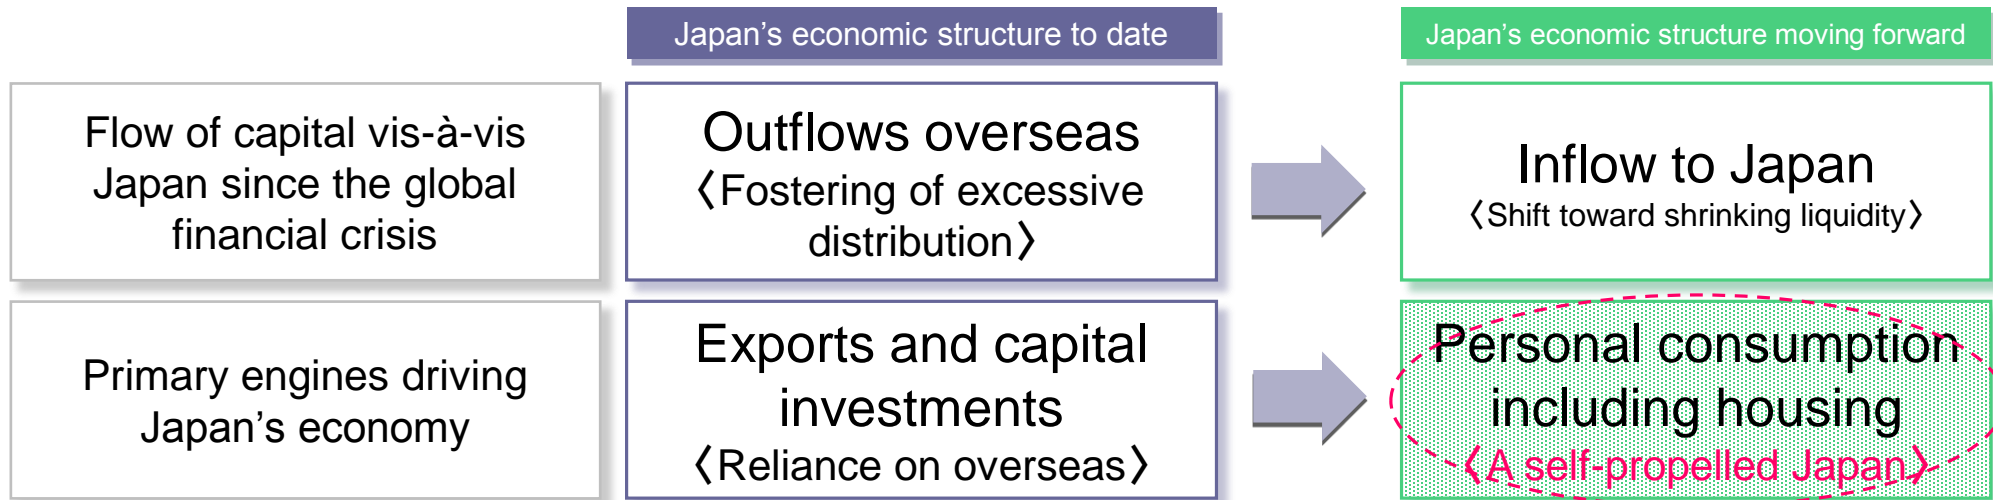 Japan’s economic structure to date
Japan’s economic structure moving forward
Flow of capital vis-à-vis
Japan since the global
financial crisis
Outflows overseas
〈Fostering of excessive
distribution〉
Inflow to Japan
〈Shift toward shrinking liquidity〉
Primary engines driving
Japan’s economy
Exports and capital
investments
〈Reliance on overseas〉
Personal consumption
including housing
〈A self-propelled Japan〉